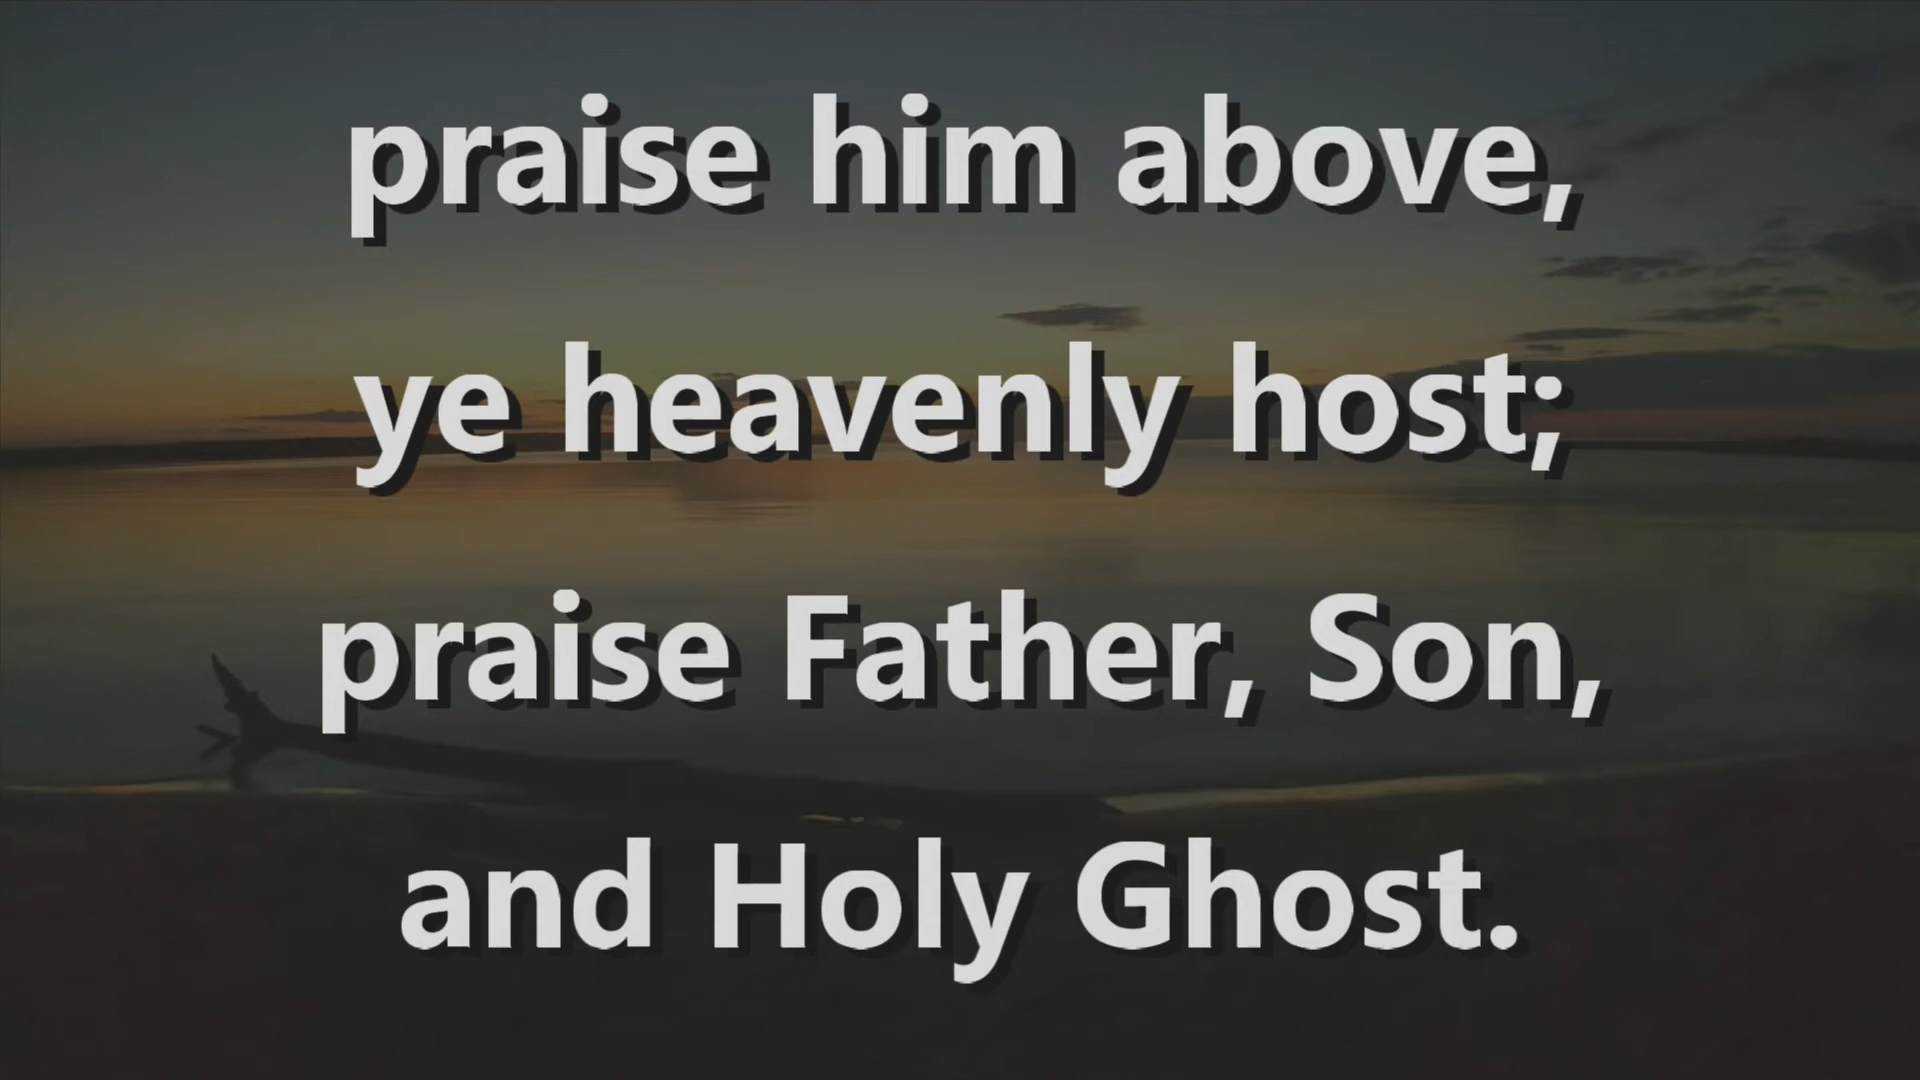 praise him above,
ye heavenly host;
praise Father, Son,
and Holy Ghost.